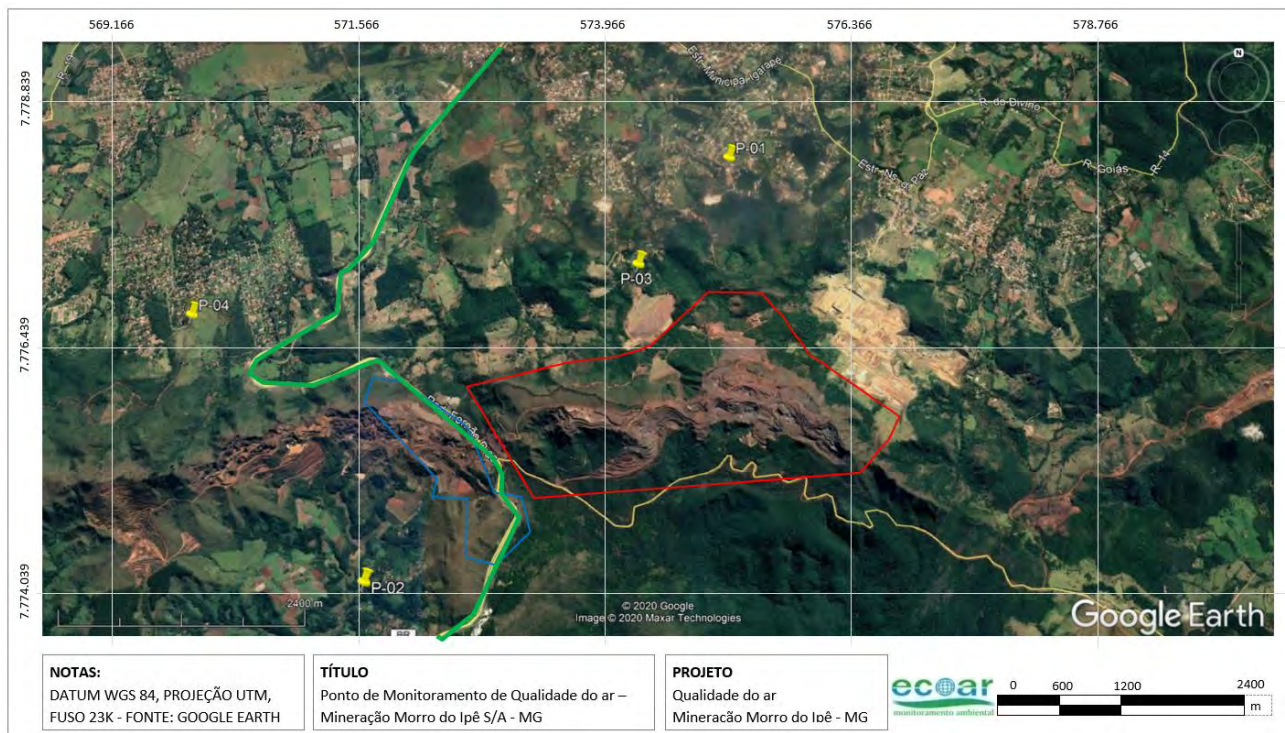 569.166 571.566 573.966 576.366 578.766
7.778.839
7.776.439
7.774.039
N
R. 19
Estr. Municipal Igarapé
R. do Divino
R. Goiás
R. 14
P-01
P-03
P-04
P-02
2400 m
BR
© 2020 Google
Image © 2020 Maxar Technologies
Google Earth
NOTAS:
DATUM WGS 84, PROJEÇÃO UTM,
FUSO 23K - FONTE: GOOGLE EARTH
TÍTULO
Ponto de Monitoramento de Qualidade do ar –
Mineração Morro do Ipê S/A - MG
PROJETO
Qualidade do ar
Mineração Morro do Ipê - MG
ecoar
monitoramento ambiental
0 600 1200 2400
m